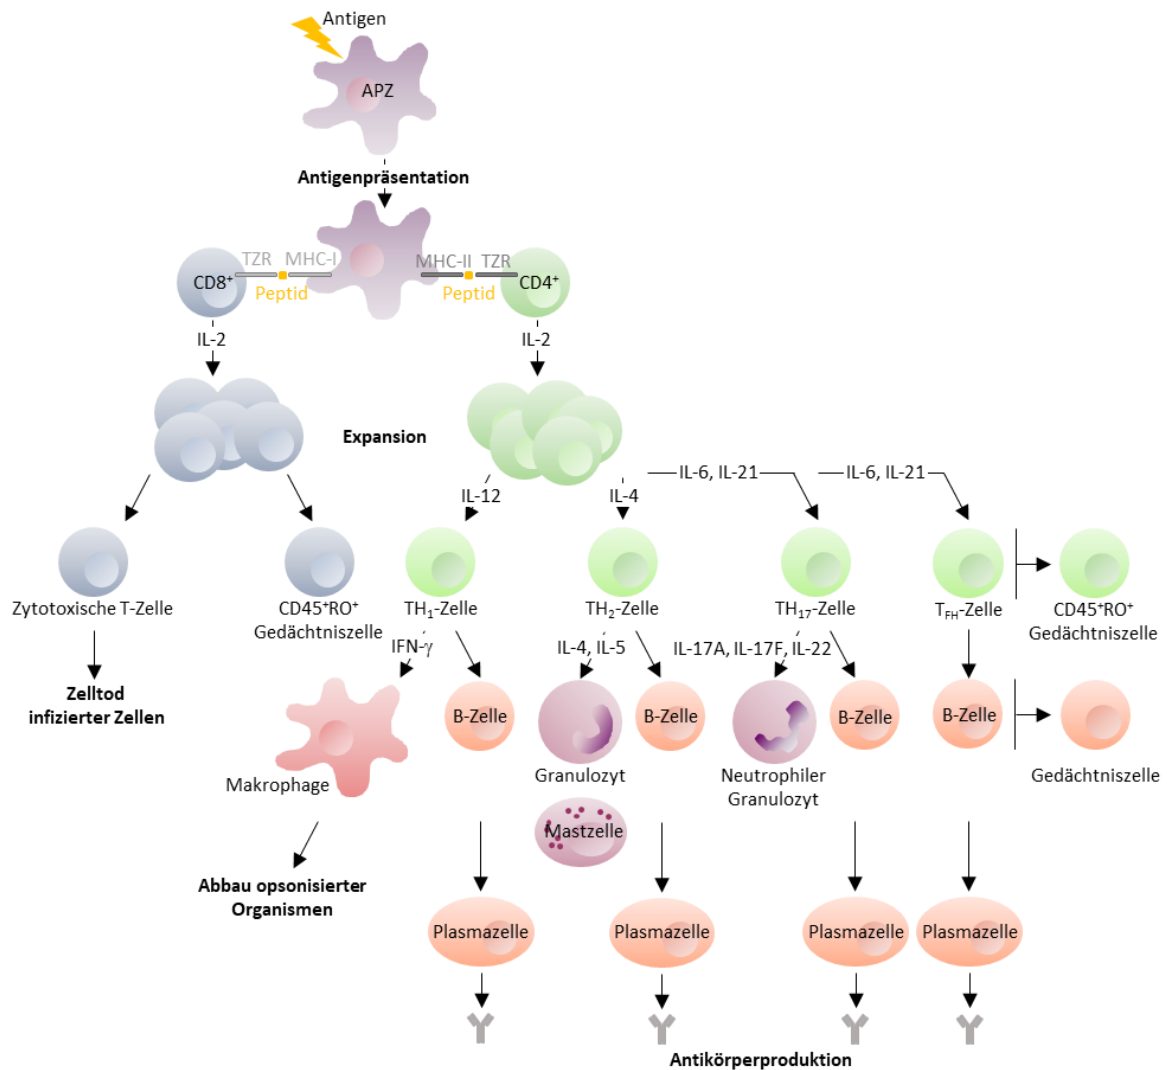 Antigen
APZ
Antigenpräsentation
TZR MHC-I
MHC-II TZR
CD8⁺
Peptid
Peptid
CD4⁺
IL-2
IL-2
Expansion
IL-12
IL-4
IL-6, IL-21
IL-6, IL-21
Zytotoxische T-Zelle
CD45⁺RO⁺
Gedächtniszelle
TH₁-Zelle
TH₂-Zelle
TH₁₇-Zelle
T_FH-Zelle
CD45⁺RO⁺
Gedächtniszelle
IFN-γ
IL-4, IL-5
IL-17A, IL-17F, IL-22
Zelltod
infizierter Zellen
B-Zelle
B-Zelle
B-Zelle
B-Zelle
Makrophage
Granulozyt
Neutrophiler
Granulozyt
Gedächtniszelle
Mastzelle
Abbau opsonisierter
Organismen
Plasmazelle
Plasmazelle
Plasmazelle
Plasmazelle
Antikörperproduktion